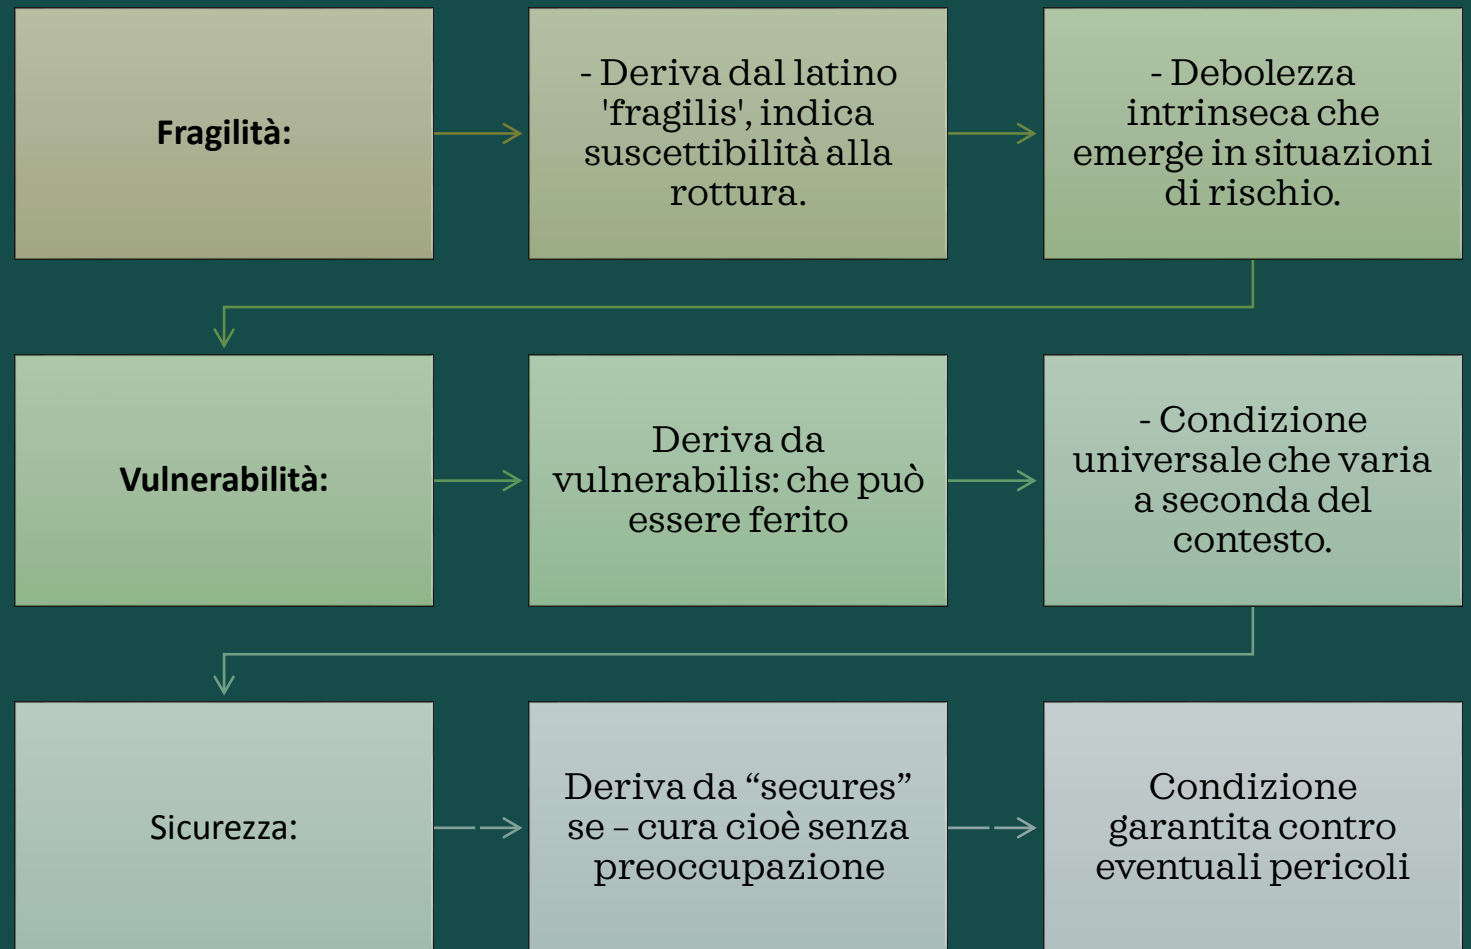 Fragilità:
- Deriva dal latino
'fragilis', indica
suscettibilità alla
rottura.
- Debolezza
intrinseca che
emerge in situazioni
di rischio.
Vulnerabilità:
Deriva da
vulnerabilis: che può
essere ferito
- Condizione
universale che varia
a seconda del
contesto.
Sicurezza:
Deriva da “secures”
se – cura cioè senza
preoccupazione
Condizione
garantita contro
eventuali pericoli